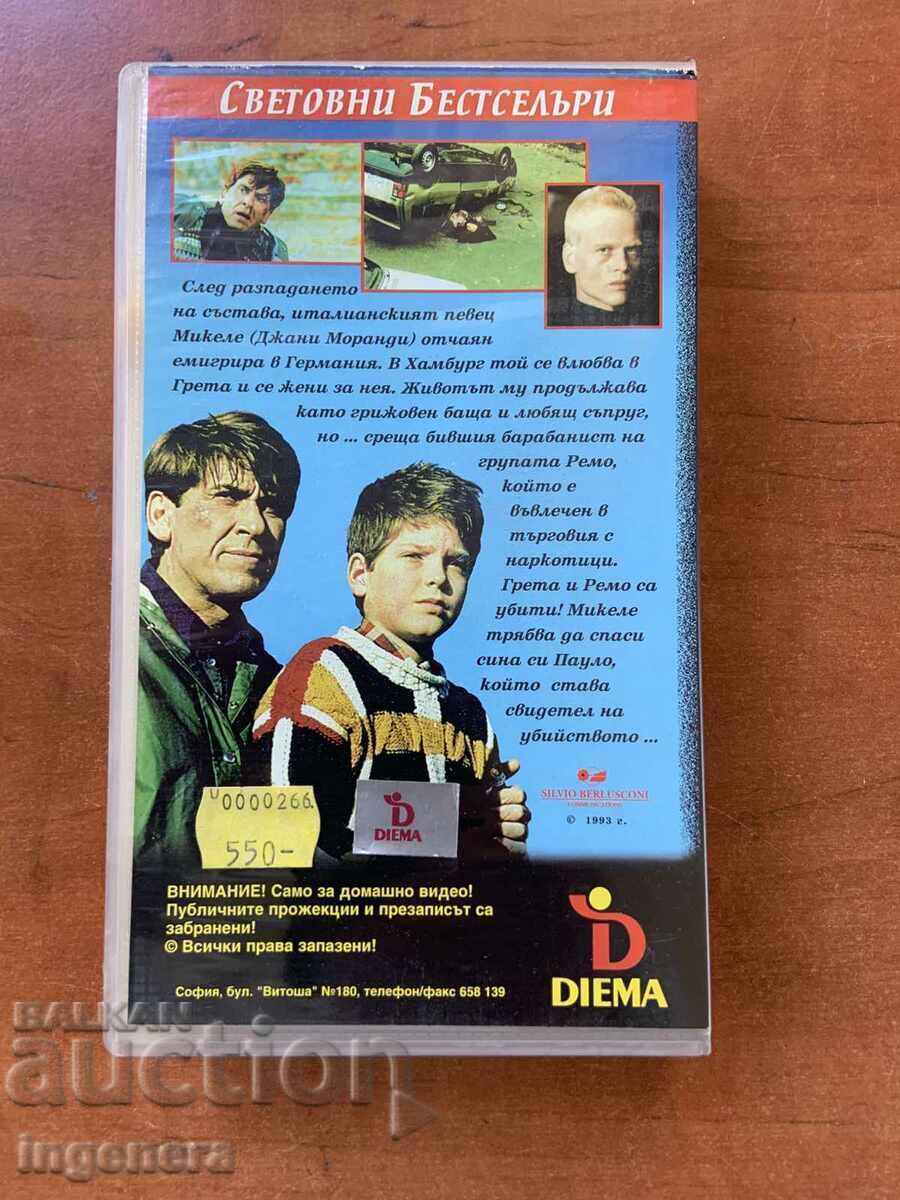 СВЕТОВНИ БЕСТСЕЛЪРИ
След разпадането
на състава, италианският певец
Микеле (Джани Моранди) отчаян
емигрира в Германия. В Хамбург той се влюбва в
Грета и се жени за нея. Животът му продължава
като грижовен баща и любящ съпруг,
но ... среща бившия барабанист на
групата Ремо,
който е
въвлечен в
търговия с
наркотици.
Грета и Ремо са
убити! Микеле
трябва да спаси
сина си Пауло,
който става
свидетел на
убийството ...
SILVIO BERLUSCONI
COMMUNICATIONS
© 1993 г.
0000266
550-
DIEMA
ВНИМАНИЕ! Само за домашно видео!
Публичните прожекции и презаписът са
забранени!
© Всички права запазени!
София, бул. "Витоша" №180, телефон/факс 658 139
DIEMA
BALKAN
auction
ingenera